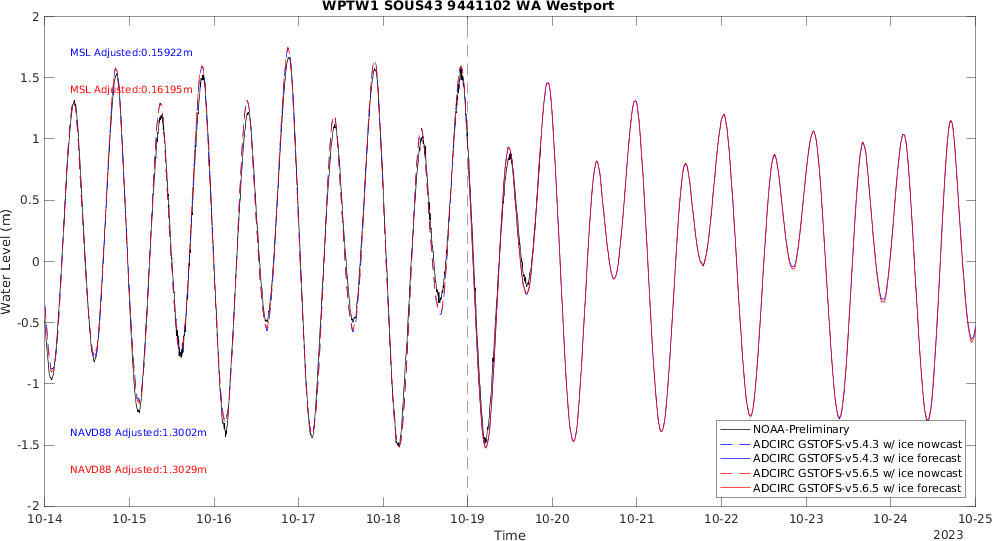 WPTW1 SOUS43 9441102 WA Westport
2
1.5
1
0.5
0
-0.5
-1
-1.5
-2
Water Level (m)
MSL Adjusted:0.15922m
MSL Adjusted:0.16195m
NAVD88 Adjusted:1.3002m
NAVD88 Adjusted:1.3029m
NOAA-Preliminary
ADCIRC GSTOFS-v5.4.3 w/ ice nowcast
ADCIRC GSTOFS-v5.4.3 w/ ice forecast
ADCIRC GSTOFS-v5.6.5 w/ ice nowcast
ADCIRC GSTOFS-v5.6.5 w/ ice forecast
10-14 10-15 10-16 10-17 10-18 10-19 10-20 10-21 10-22 10-23 10-24 10-25
Time
2023